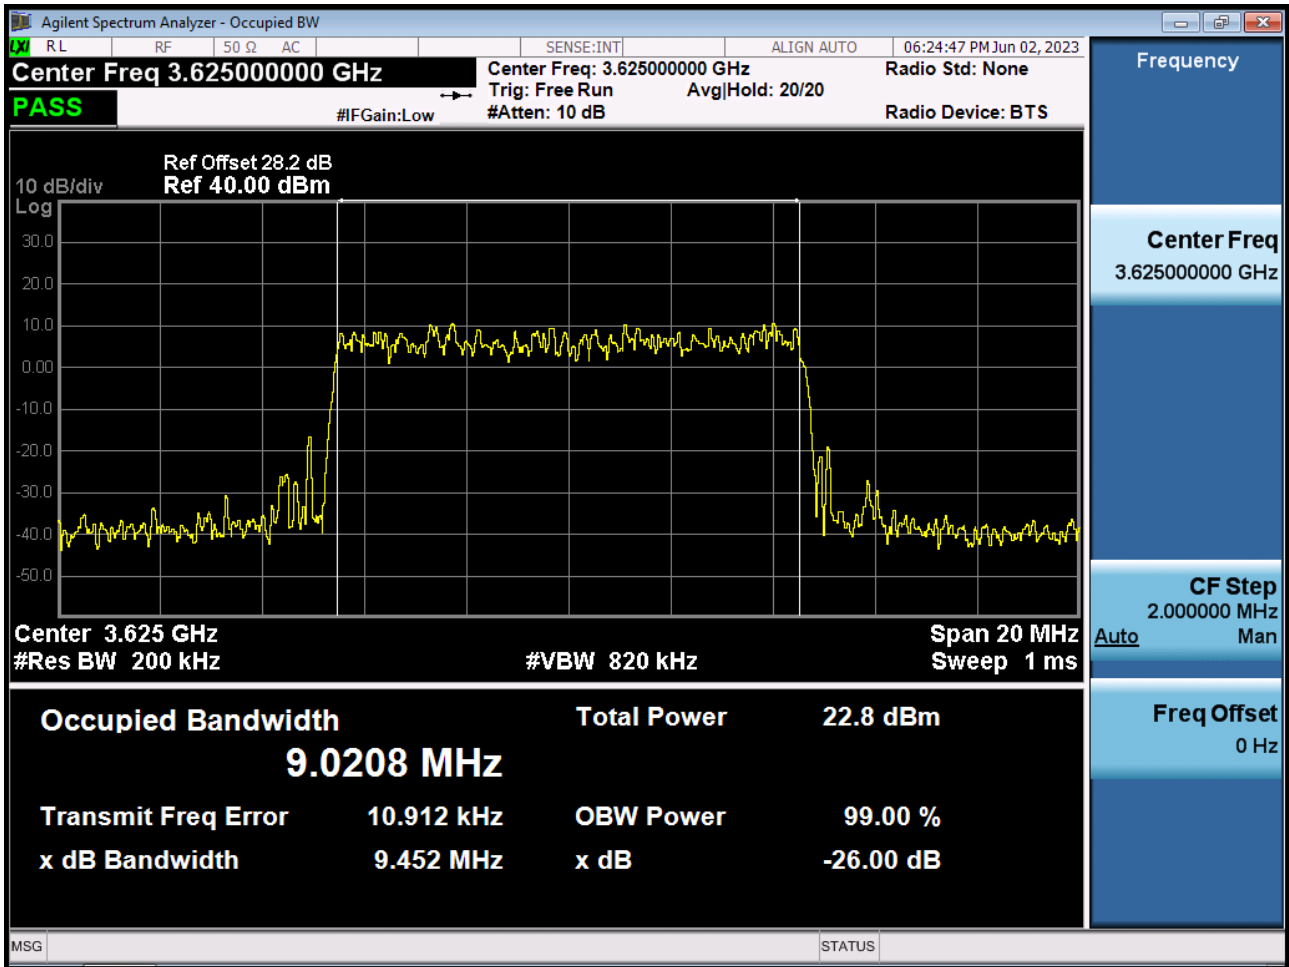 Agilent Spectrum Analyzer - Occupied BW
LXI RL RF 50 Ω AC SENSE:INT ALIGN AUTO 06:24:47 PM Jun 02, 2023
Center Freq 3.625000000 GHz
Center Freq: 3.625000000 GHz
Radio Std: None
Trig: Free Run Avg|Hold: 20/20
PASS
#IFGain:Low
#Atten: 10 dB
Radio Device: BTS
Ref Offset 28.2 dB
10 dB/div Ref 40.00 dBm
Log
30.0
20.0
10.0
0.00
-10.0
-20.0
-30.0
-40.0
-50.0
Center 3.625 GHz Span 20 MHz
#Res BW 200 kHz #VBW 820 kHz Sweep 1 ms
Occupied Bandwidth Total Power 22.8 dBm
9.0208 MHz
Transmit Freq Error 10.912 kHz OBW Power 99.00 %
x dB Bandwidth 9.452 MHz x dB -26.00 dB
MSG STATUS
Frequency
Center Freq
3.625000000 GHz
CF Step
2.000000 MHz
Auto Man
Freq Offset
0 Hz